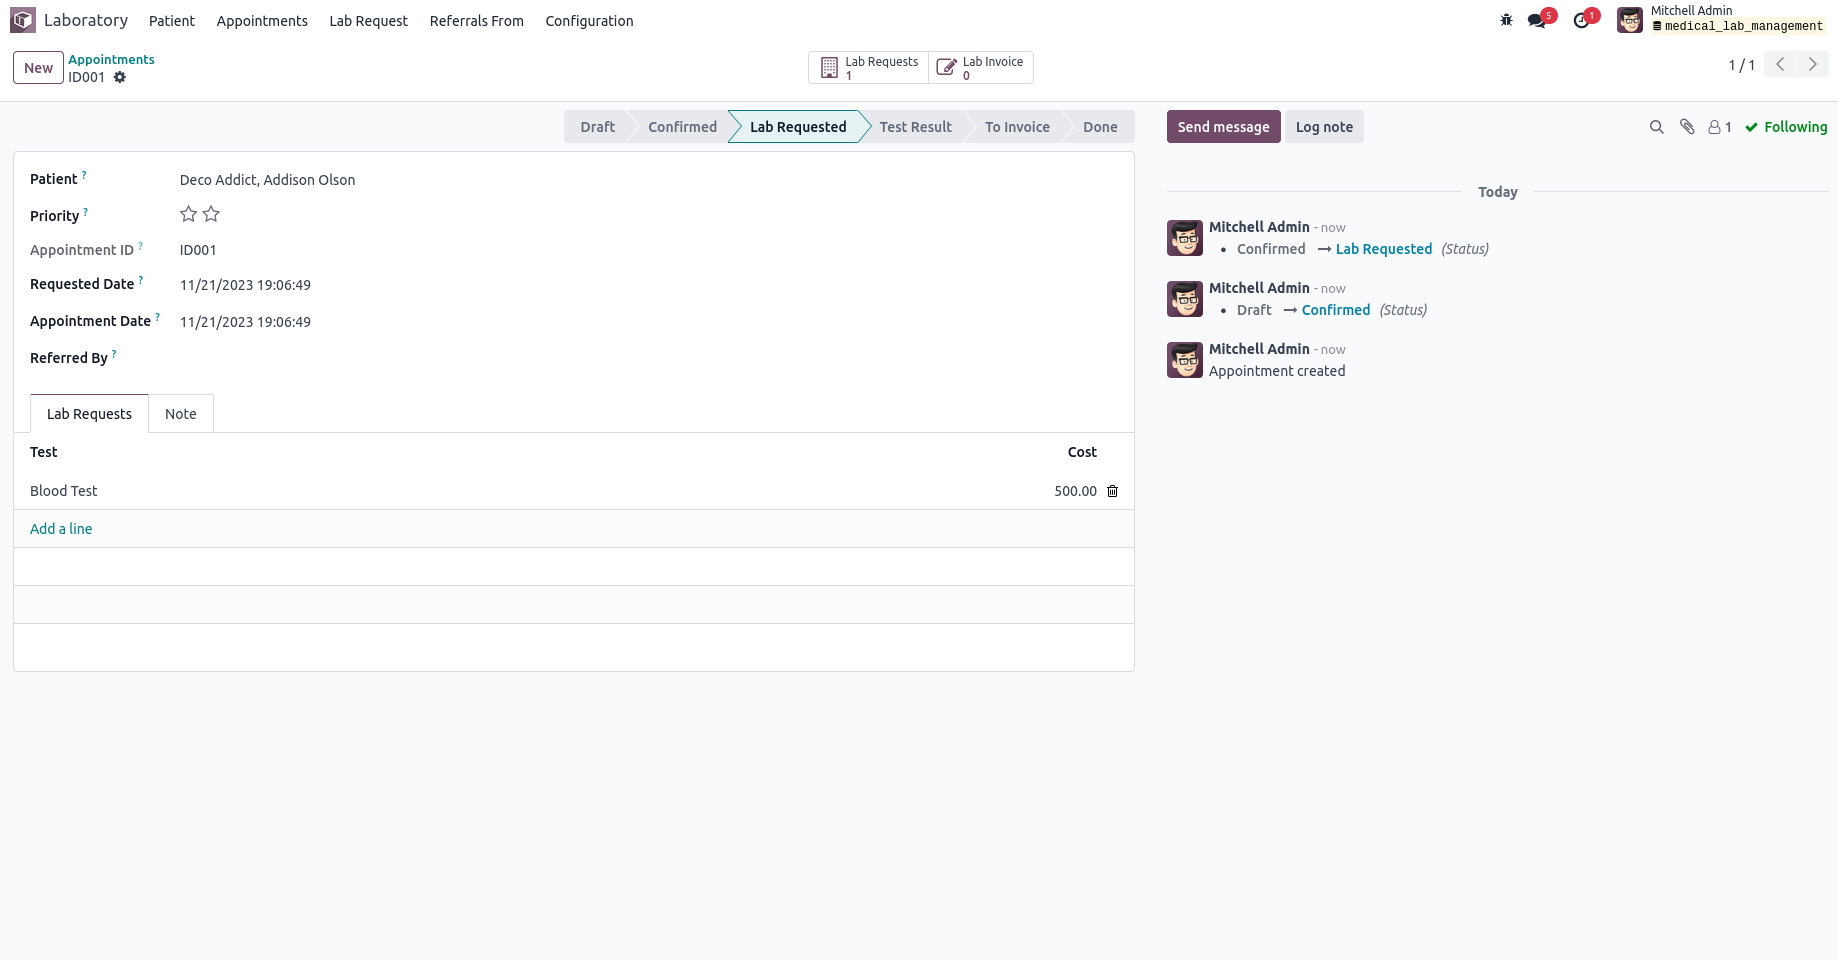 Laboratory Patient Appointments Lab Request Referrals From Configuration 5 1 Mitchell Admin
medical_lab_management
New Appointments Lab Requests Lab Invoice 1 / 1
ID001 1 0
Draft Confirmed Lab Requested Test Result To Invoice Done
Patient ? Deco Addict, Addison Olson
Priority ?
Appointment ID ? ID001
Requested Date ? 11/21/2023 19:06:49
Appointment Date ? 11/21/2023 19:06:49
Referred By ?
Lab Requests Note
Test Cost
Blood Test 500.00
Add a line
Send message Log note 1 Following
Today
Mitchell Admin - now
• Confirmed → Lab Requested (Status)
Mitchell Admin - now
• Draft → Confirmed (Status)
Mitchell Admin - now
Appointment created